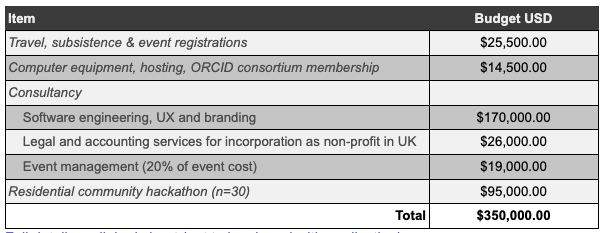 Item Budget USD
Travel, subsistence & event registrations $25,500.00
Computer equipment, hosting, ORCID consortium membership $14,500.00
Consultancy
Software engineering, UX and branding $170,000.00
Legal and accounting services for incorporation as non-profit in UK $26,000.00
Event management (20% of event cost) $19,000.00
Residential community hackathon (n=30) $95,000.00
Total $350,000.00